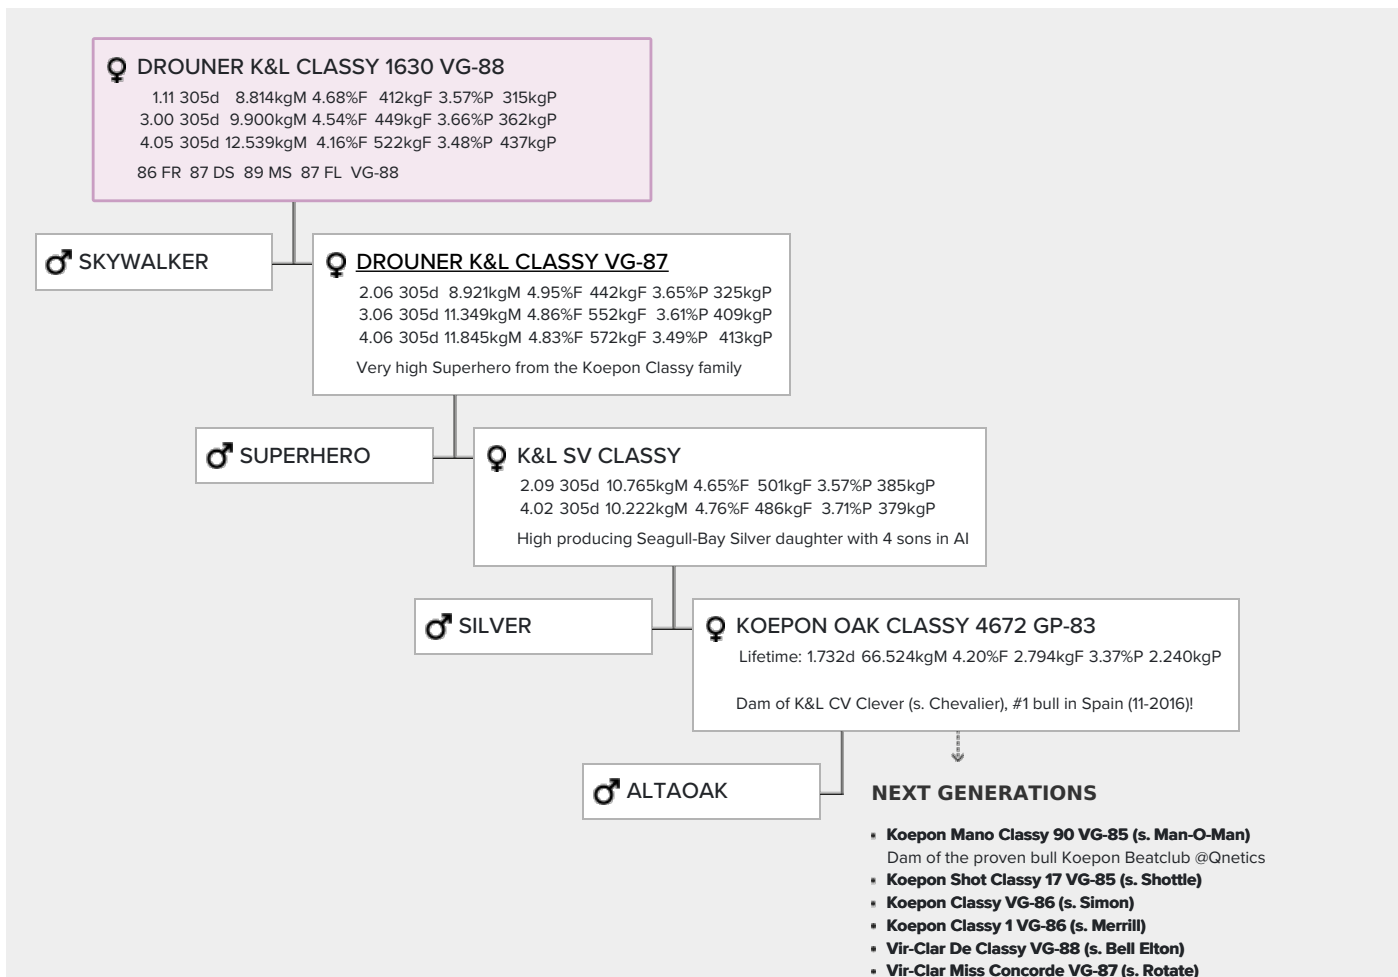 DROUNER K&L CLASSY 1630 VG-88
1.11 305d 8.814kgM 4.68%F 412kgF 3.57%P 315kgP
3.00 305d 9.900kgM 4.54%F 449kgF 3.66%P 362kgP
4.05 305d 12.539kgM 4.16%F 522kgF 3.48%P 437kgP
86 FR 87 DS 89 MS 87 FL VG-88
SKYWALKER
DROUNER K&L CLASSY VG-87
2.06 305d 8.921kgM 4.95%F 442kgF 3.65%P 325kgP
3.06 305d 11.349kgM 4.86%F 552kgF 3.61%P 409kgP
4.06 305d 11.845kgM 4.83%F 572kgF 3.49%P 413kgP
Very high Superhero from the Koepon Classy family
SUPERHERO
K&L SV CLASSY
2.09 305d 10.765kgM 4.65%F 501kgF 3.57%P 385kgP
4.02 305d 10.222kgM 4.76%F 486kgF 3.71%P 379kgP
High producing Seagull-Bay Silver daughter with 4 sons in AI
SILVER
KOEPON OAK CLASSY 4672 GP-83
Lifetime: 1.732d 66.524kgM 4.20%F 2.794kgF 3.37%P 2.240kgP
Dam of K&L CV Clever (s. Chevalier), #1 bull in Spain (11-2016)!
ALTAOAK
NEXT GENERATIONS
Koepon Mano Classy 90 VG-85 (s. Man-O-Man)
Dam of the proven bull Koepon Beatclub @Qnetics
Koepon Shot Classy 17 VG-85 (s. Shottle)
Koepon Classy VG-86 (s. Simon)
Koepon Classy 1 VG-86 (s. Merrill)
Vir-Clar De Classy VG-88 (s. Bell Elton)
Vir-Clar Miss Concorde VG-87 (s. Rotate)